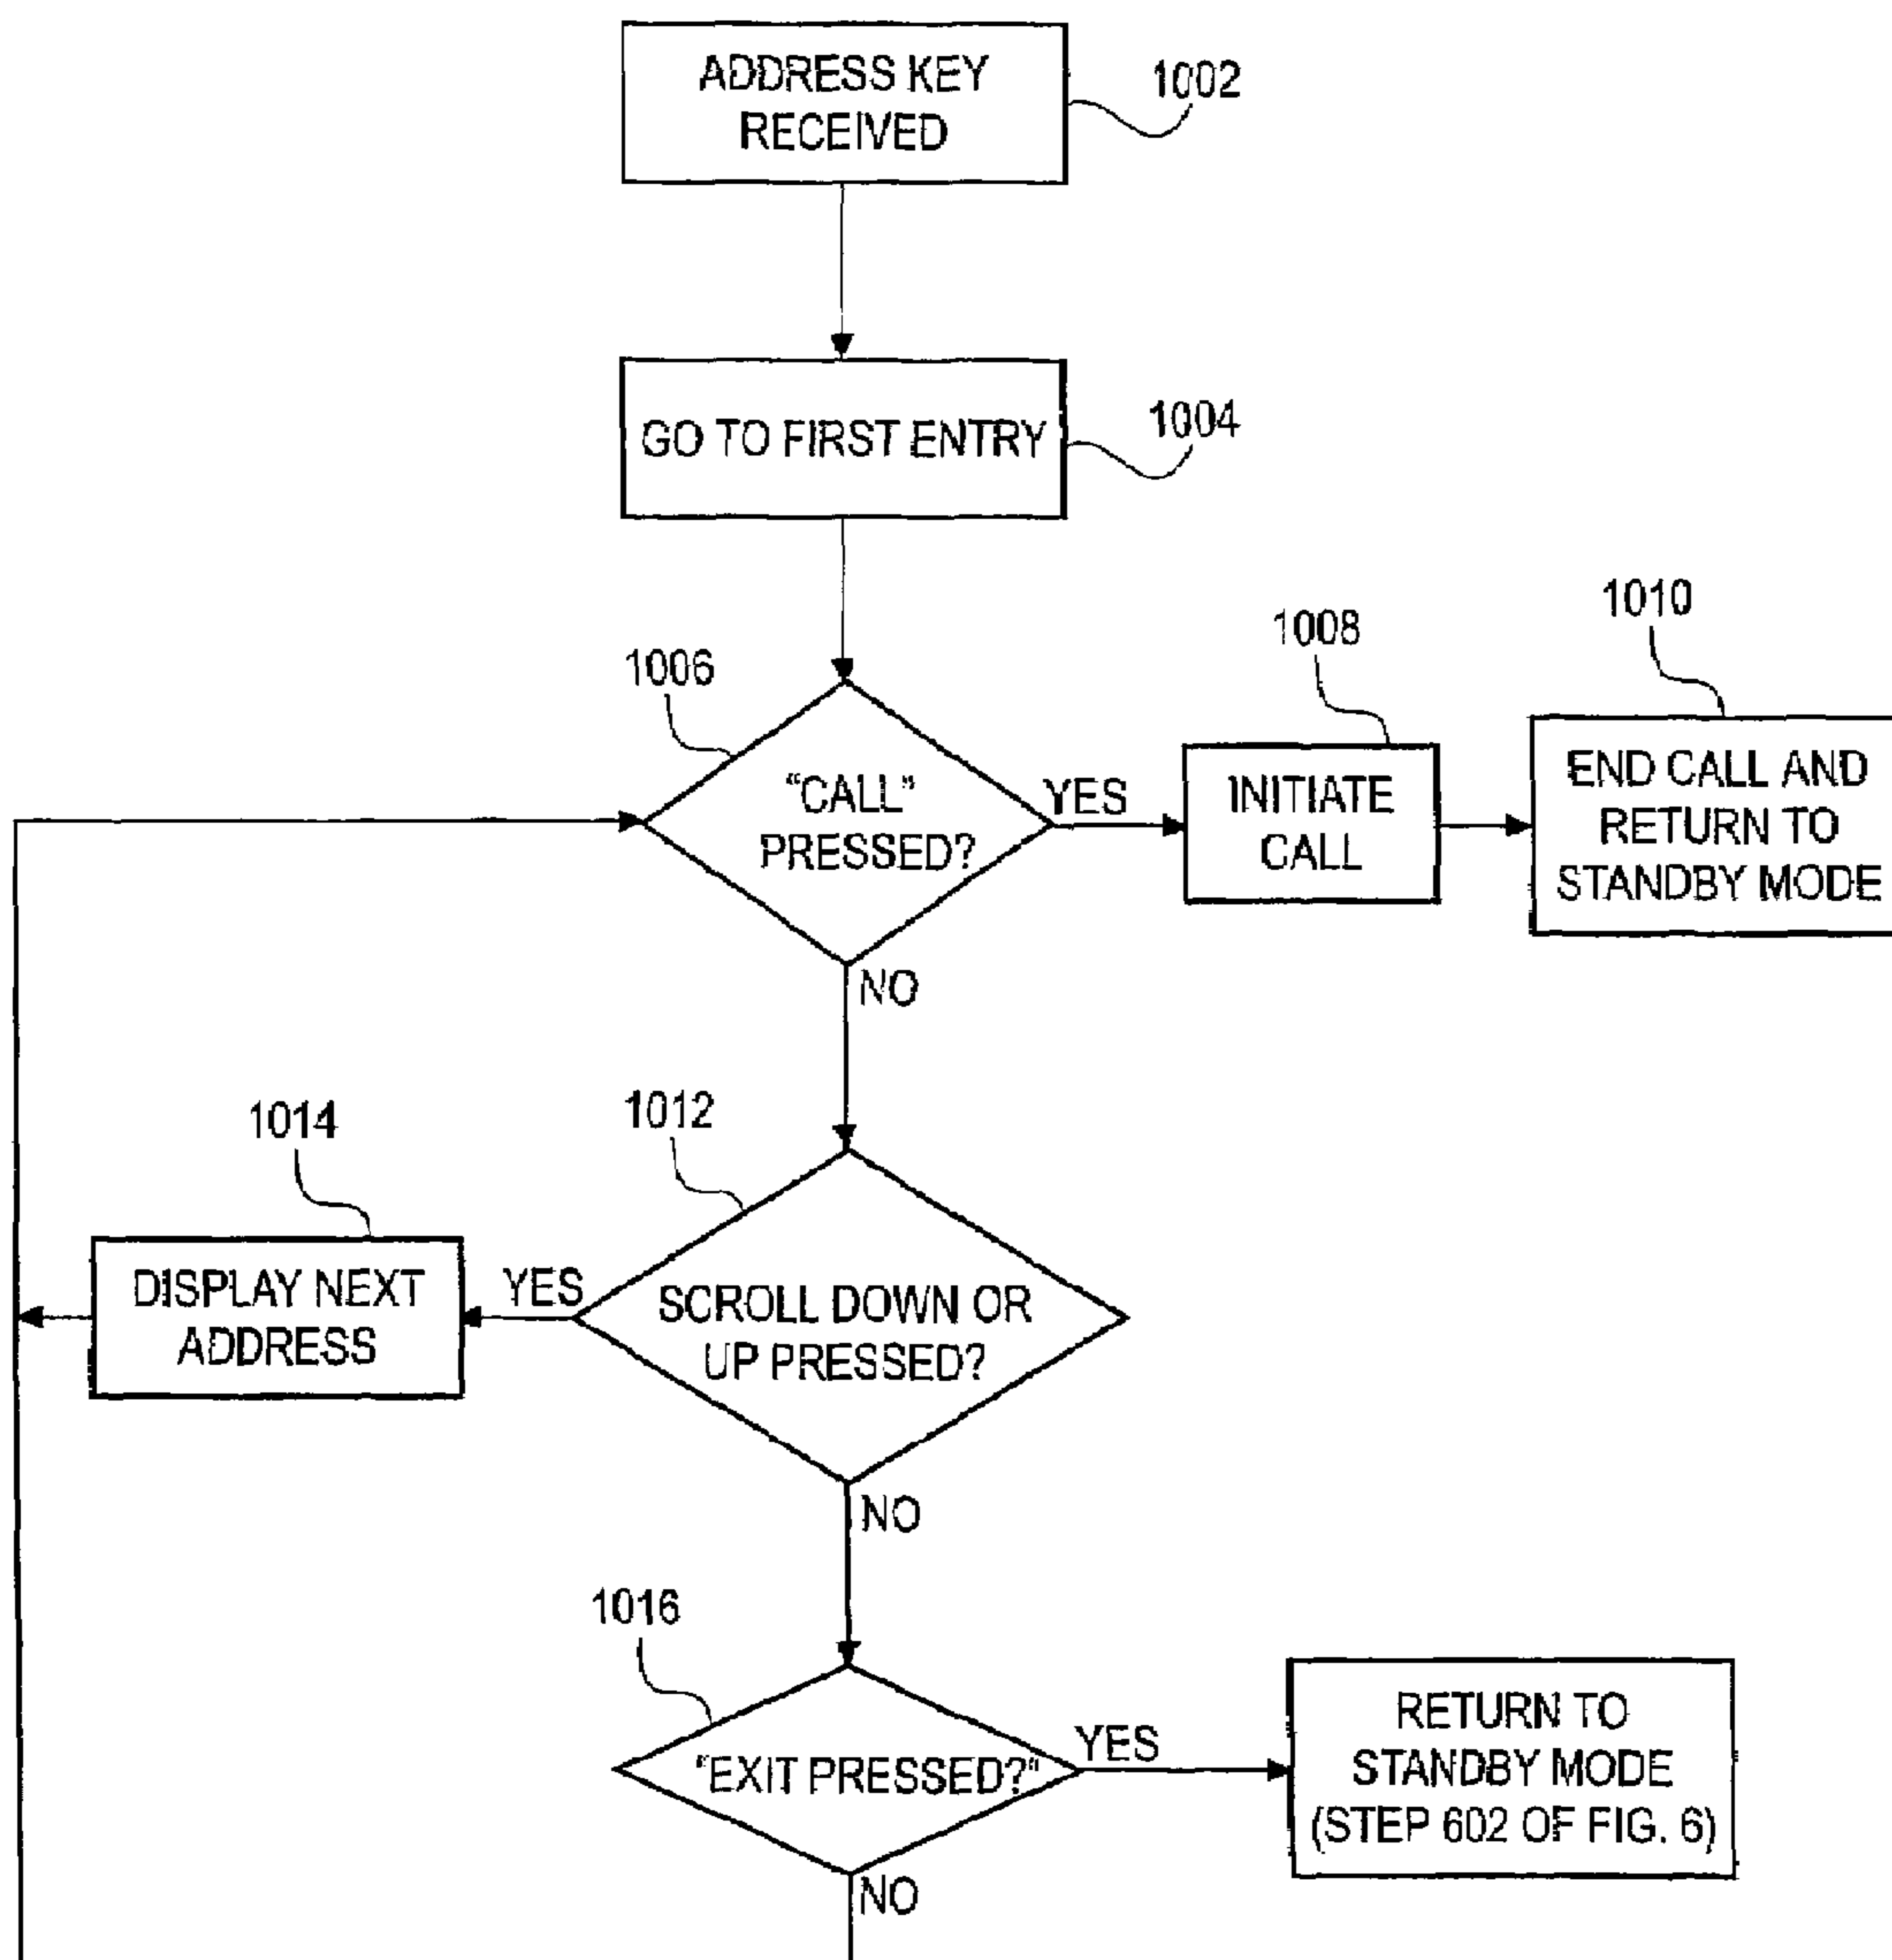 ADDRESS KEY
RECEIVED
1002
GO TO FIRST ENTRY
1004
1006
"CALL"
PRESSED?
YES
1008
INITIATE
CALL
1010
END CALL AND
RETURN TO
STANDBY MODE
NO
1012
SCROLL DOWN OR
UP PRESSED?
YES
1014
DISPLAY NEXT
ADDRESS
NO
1016
"EXIT PRESSED?"
YES
RETURN TO
STANDBY MODE
(STEP 602 OF FIG. 6)
NO